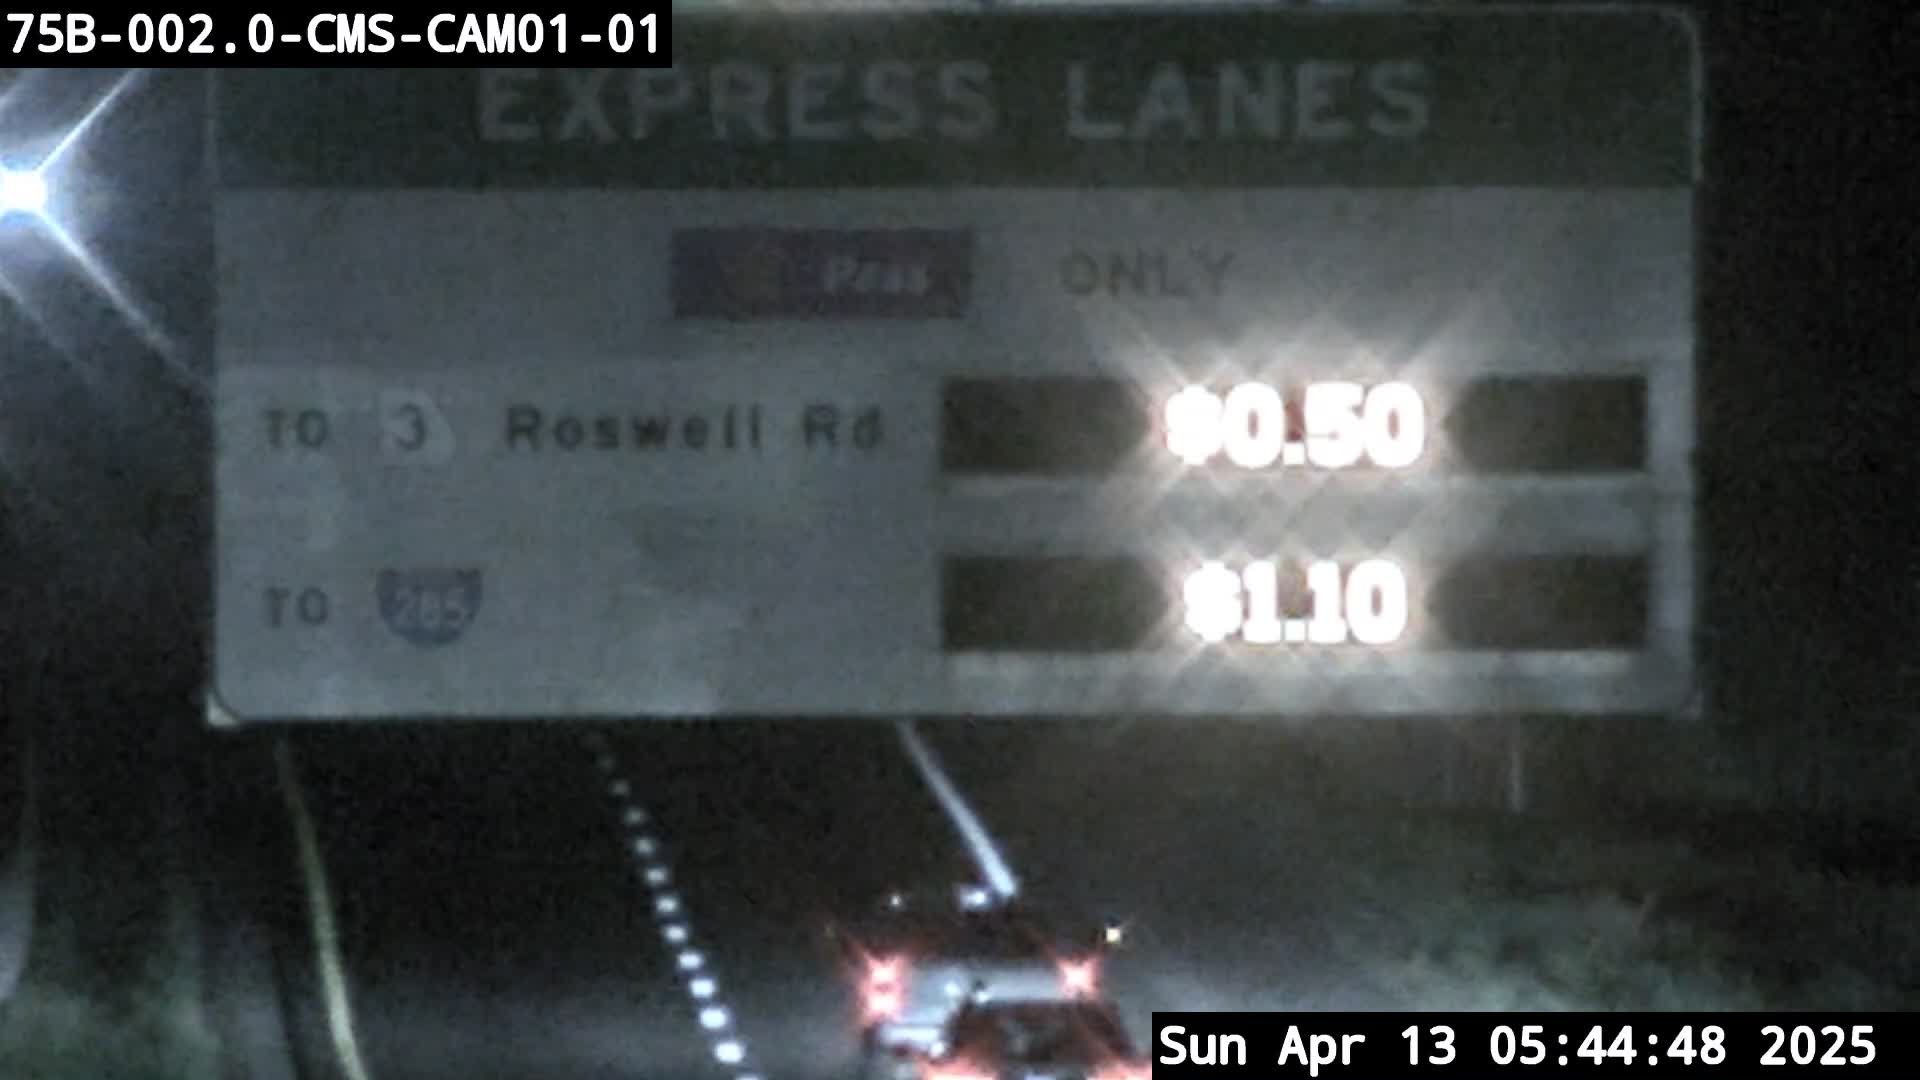 75B-002.0-CMS-CAM01-01
EXPRESS LANES
Pass ONLY
TO 3 Roswell Rd $0.50
TO 285 $1.10
Sun Apr 13 05:44:48 2025